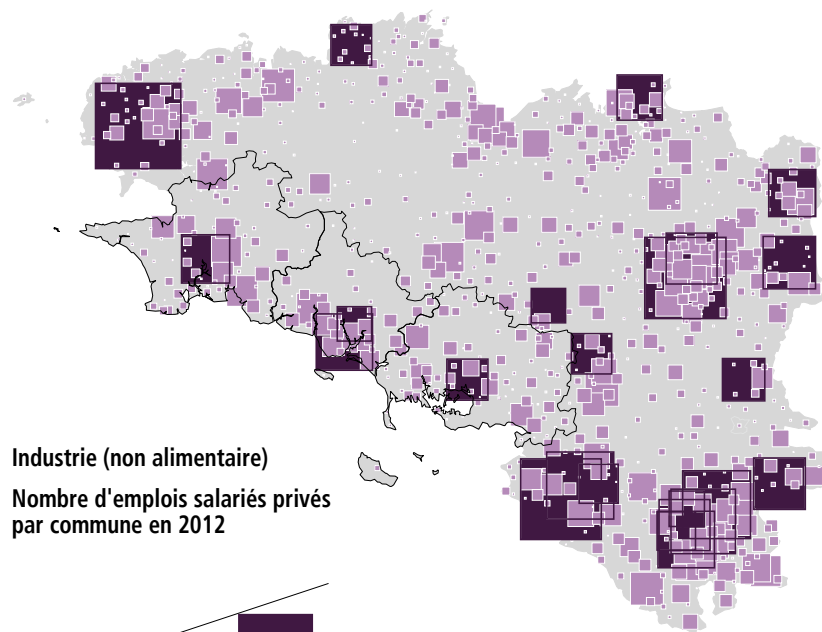 Industrie (non alimentaire)
Nombre d'emplois salariés privés
par commune en 2012